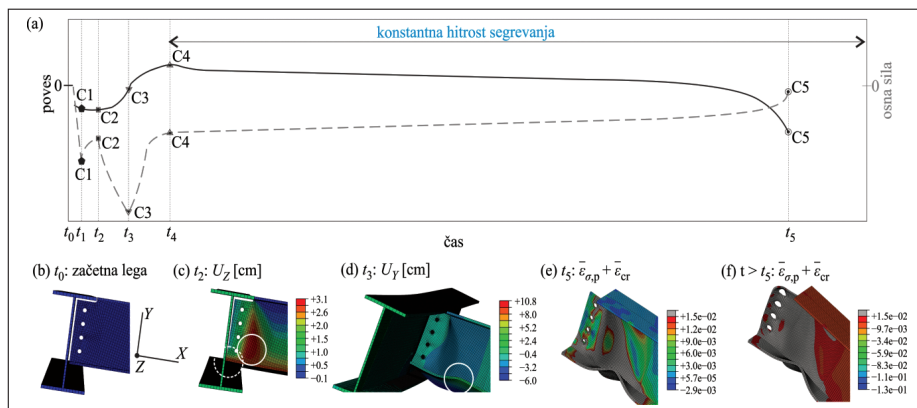 (a)
konstantna hitrost segrevanja
C4
0
poves
C1
C2
C3
C2
C1
C3
C4
C5
C5
0
osna sila
t0 t1 t2 t3 t4 t5
čas
(b) t0: začetna lega
(c) t2: UZ [cm]
(d) t3: UY [cm]
(e) t5: ε̄σ,p + ε̄cr
(f) t > t5: ε̄σ,p + ε̄cr
Y
X
Z
+3.1
+2.6
+2.1
+1.5
+1.0
+0.5
-0.1
+10.8
+8.0
+5.2
+2.4
-0.4
-3.2
-6.0
+1.5e-02
+1.2e-02
+9.0e-03
+6.0e-03
+3.0e-03
+5.7e-05
-2.9e-03
+1.5e-02
-9.7e-03
-3.4e-02
-5.9e-02
-8.3e-02
-1.1e-01
-1.3e-01